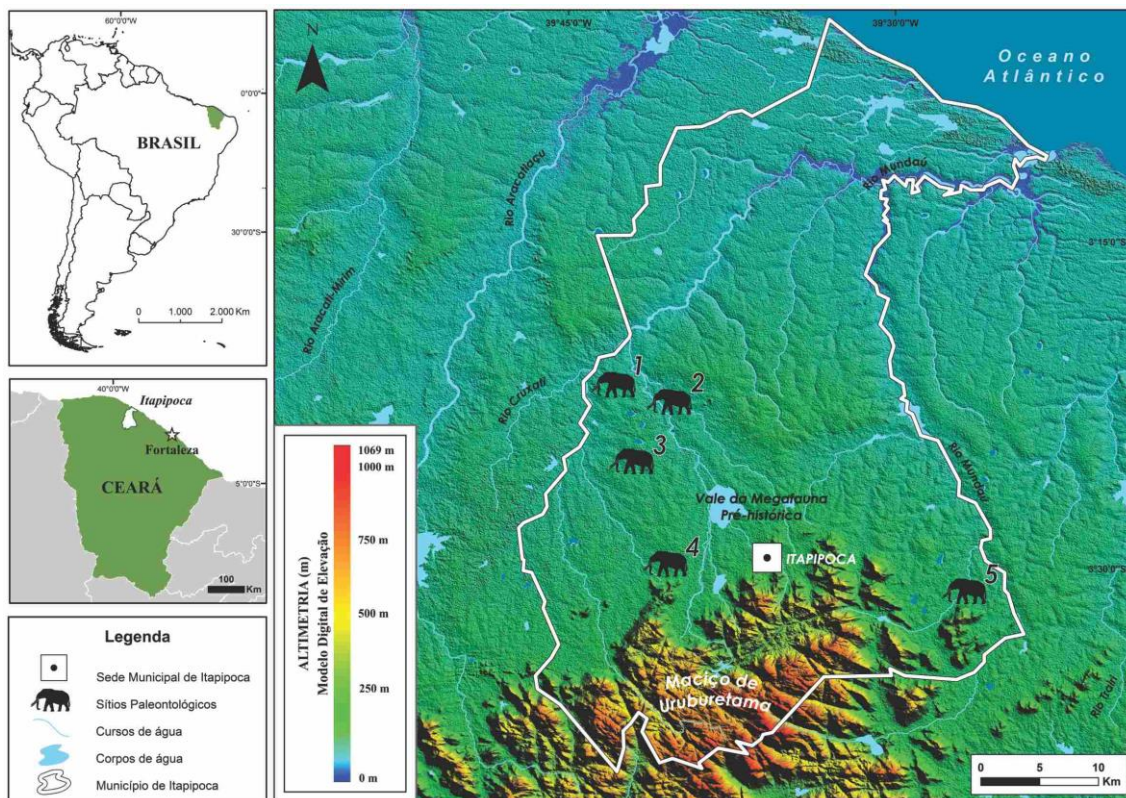 60°0'0"W
0°0'0"
BRASIL
30°0'0"S
0 1.000 2.000 Km
40°0'0"W
Itapipoca
Fortaleza
CEARÁ
5°0'0"S
100
Km
Legenda
Sede Municipal de Itapipoca
Sítios Paleontológicos
Cursos de água
Corpos de água
Município de Itapipoca
N
39°45'0"W
39°30'0"W
Oceano
Atlântico
Rio Aracatiaçu
Rio Mundaú
3°15'0"S
Rio Aracati-Mirim
1
2
Rio Cruxati
3
Rio Mundaú
Vale da Megafauna
Pré-histórica
4
ITAPIPOCA
3°30'0"S
5
Maciço de
Uruburetama
Rio Trairi
ALTIMETRIA (m)
Modelo Digital de Elevação
1069 m
1000 m
750 m
500 m
250 m
0 m
0 5 10
Km